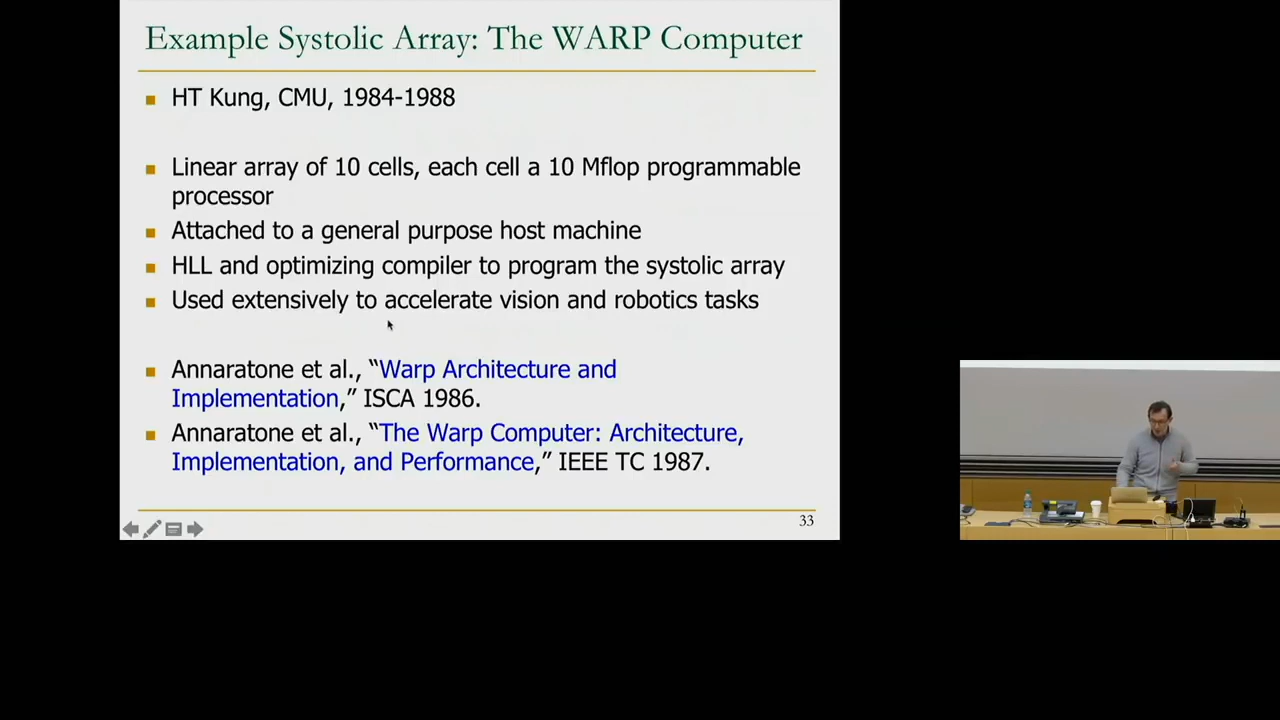 Example Systolic Array: The WARP Computer
HT Kung, CMU, 1984-1988
Linear array of 10 cells, each cell a 10 Mflop programmable
processor
Attached to a general purpose host machine
HLL and optimizing compiler to program the systolic array
Used extensively to accelerate vision and robotics tasks
Annaratone et al., “Warp Architecture and
Implementation,” ISCA 1986.
Annaratone et al., “The Warp Computer: Architecture,
Implementation, and Performance,” IEEE TC 1987.
33